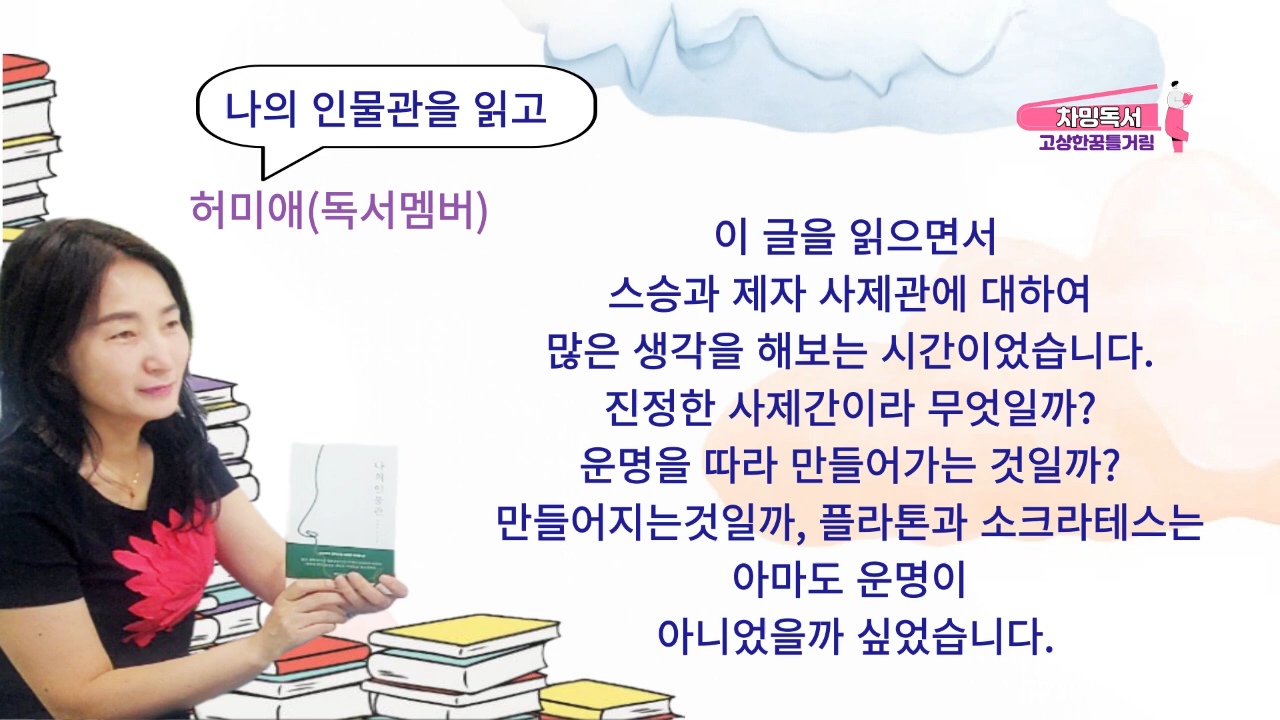 나의 인물관을 읽고
허미애(독서멤버)
차밍독서
고상한꿈틀거림
이 글을 읽으면서
스승과 제자 사제관에 대하여
많은 생각을 해보는 시간이었습니다.
진정한 사제간이라 무엇일까?
운명을 따라 만들어가는 것일까?
만들어지는것일까, 플라톤과 소크라테스는
아마도 운명이
아니었을까 싶었습니다.
나의 인물관